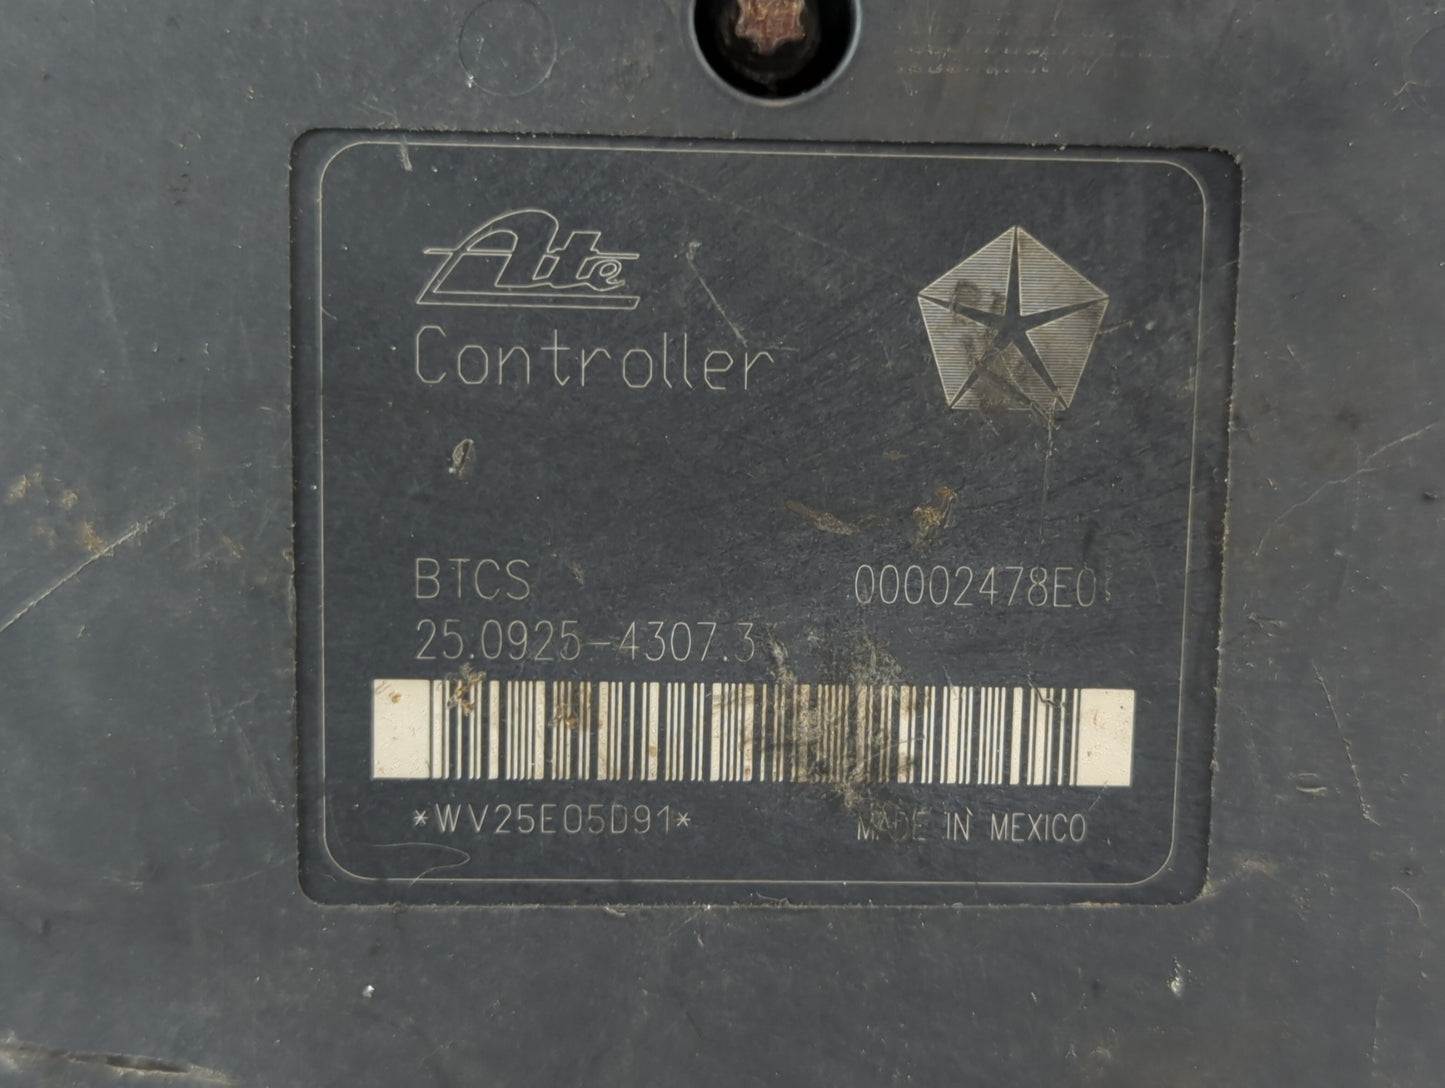 Ate
Controller
BTCS 00002478E0
25.0925-4307.3
*WV25E05D91* MADE IN MEXICO